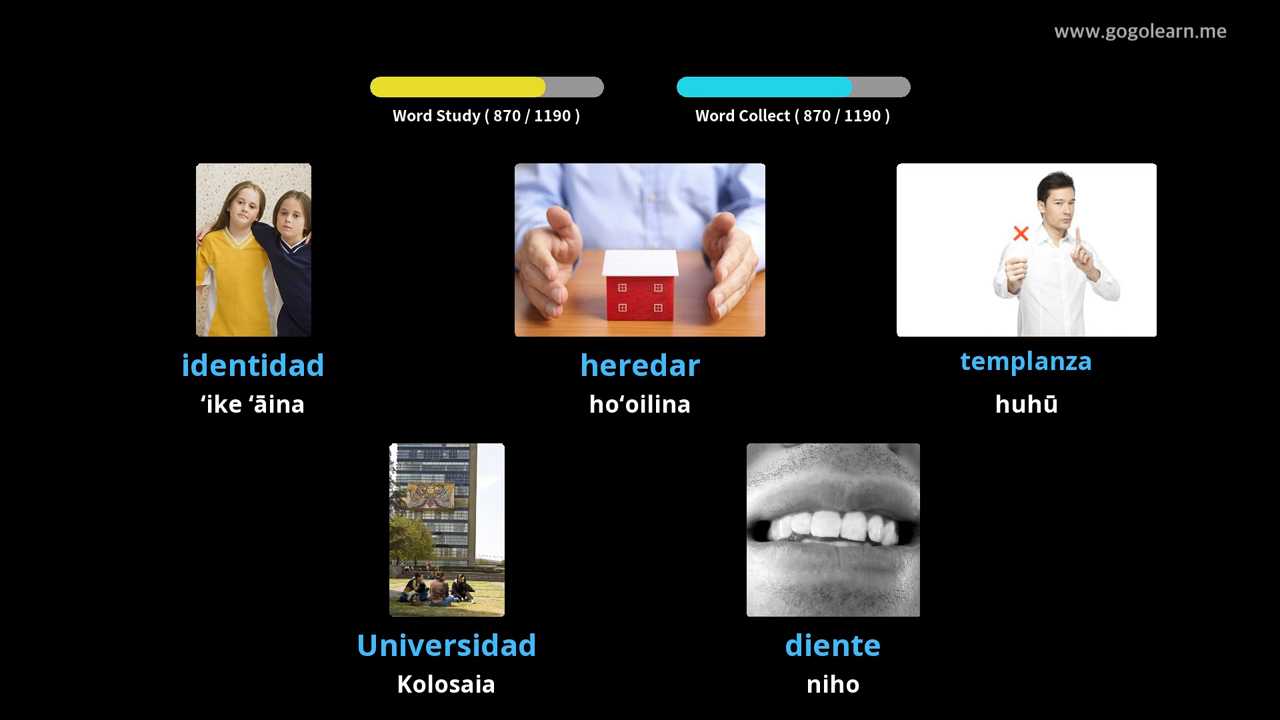 www.gogolearn.me
Word Study ( 870 / 1190 )
Word Collect ( 870 / 1190 )
identidad
ʻike ʻāina
heredar
hoʻoilina
templanza
huhū
Universidad
Kolosaia
diente
niho